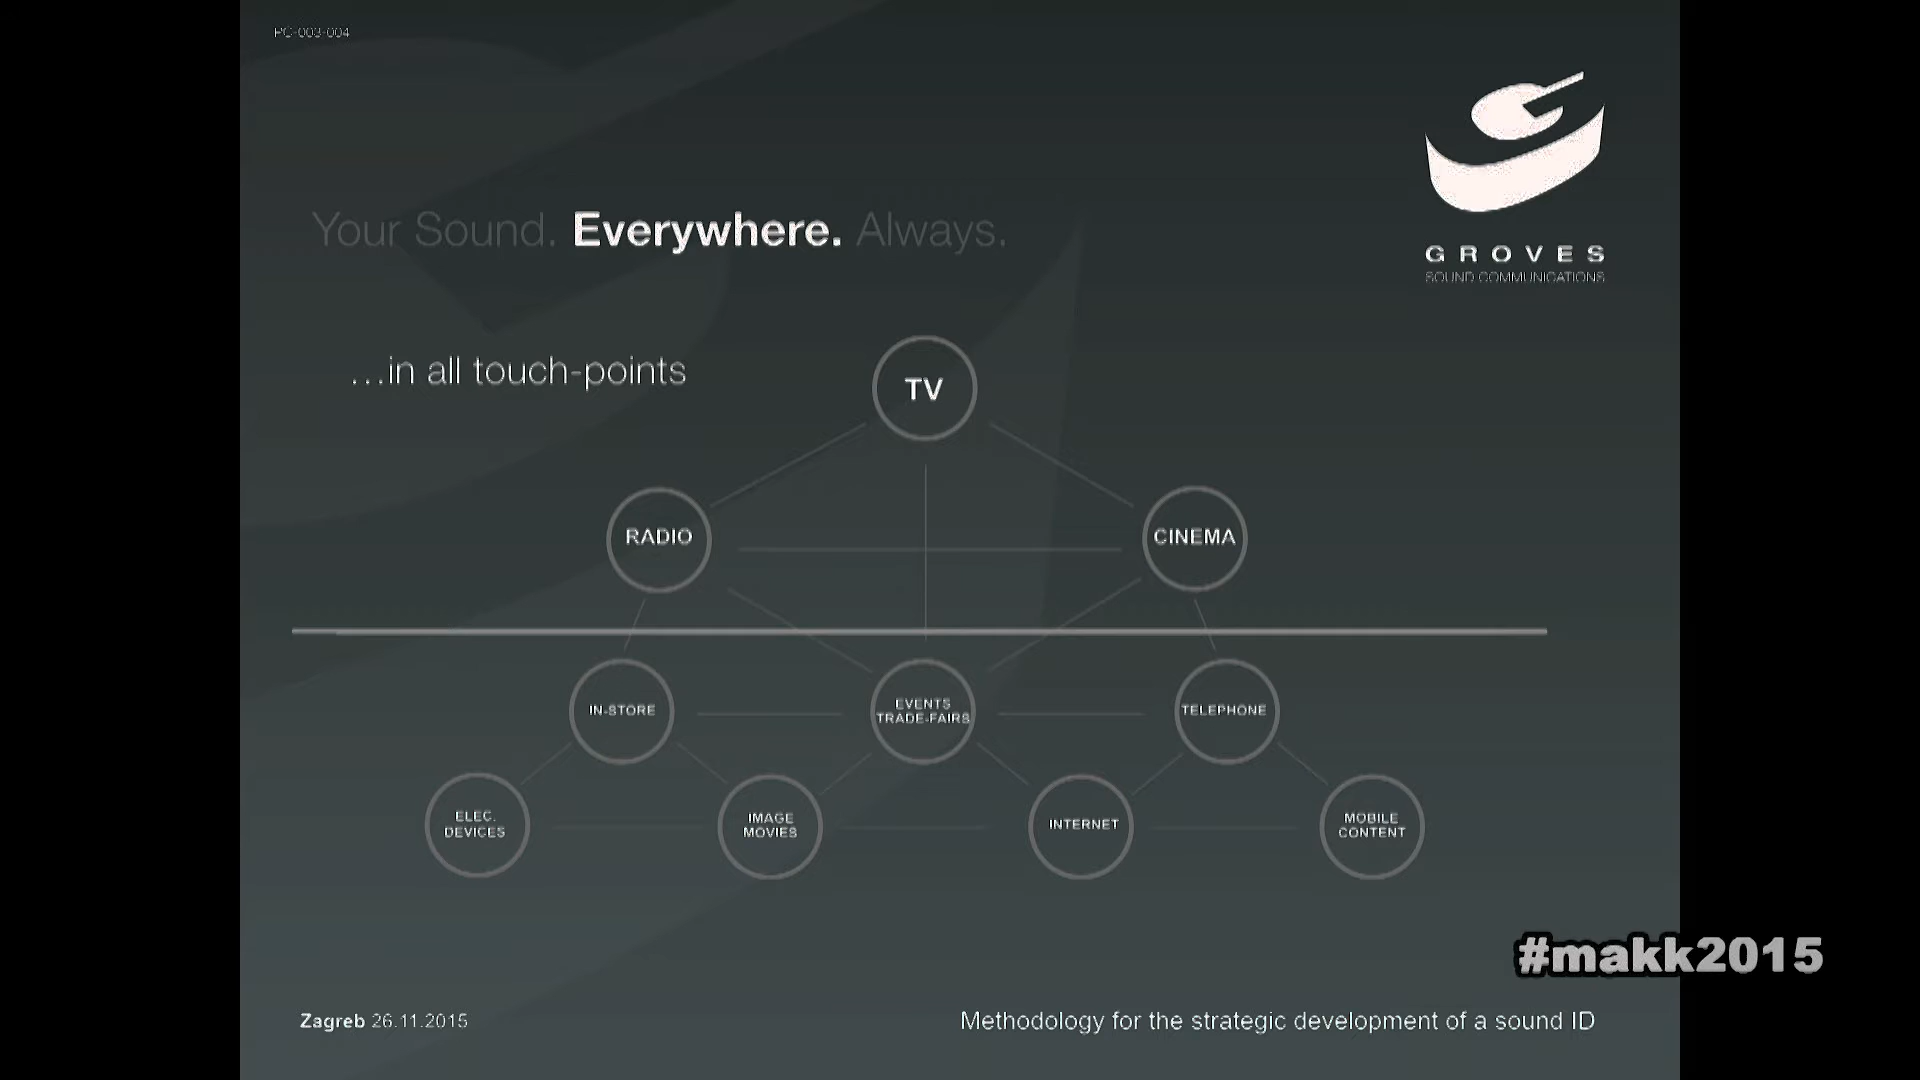 PC-003-004
GROVES
SOUND COMMUNICATIONS
Your Sound. Everywhere. Always.
...in all touch-points
TV
RADIO
CINEMA
IN-STORE
EVENTS
TRADE-FAIRS
TELEPHONE
ELEC.
DEVICES
IMAGE
MOVIES
INTERNET
MOBILE
CONTENT
#makk2015
Zagreb 26.11.2015
Methodology for the strategic development of a sound ID